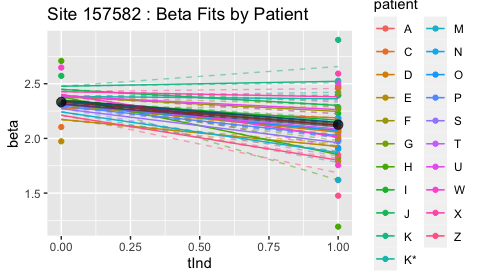 Site 157582 : Beta Fits by Patient
beta
2.5
2.0
1.5
0.00
0.25
0.50
0.75
1.00
tInd
patient
A
C
D
E
F
G
H
I
J
K
K*
M
N
O
P
S
T
U
W
X
Z